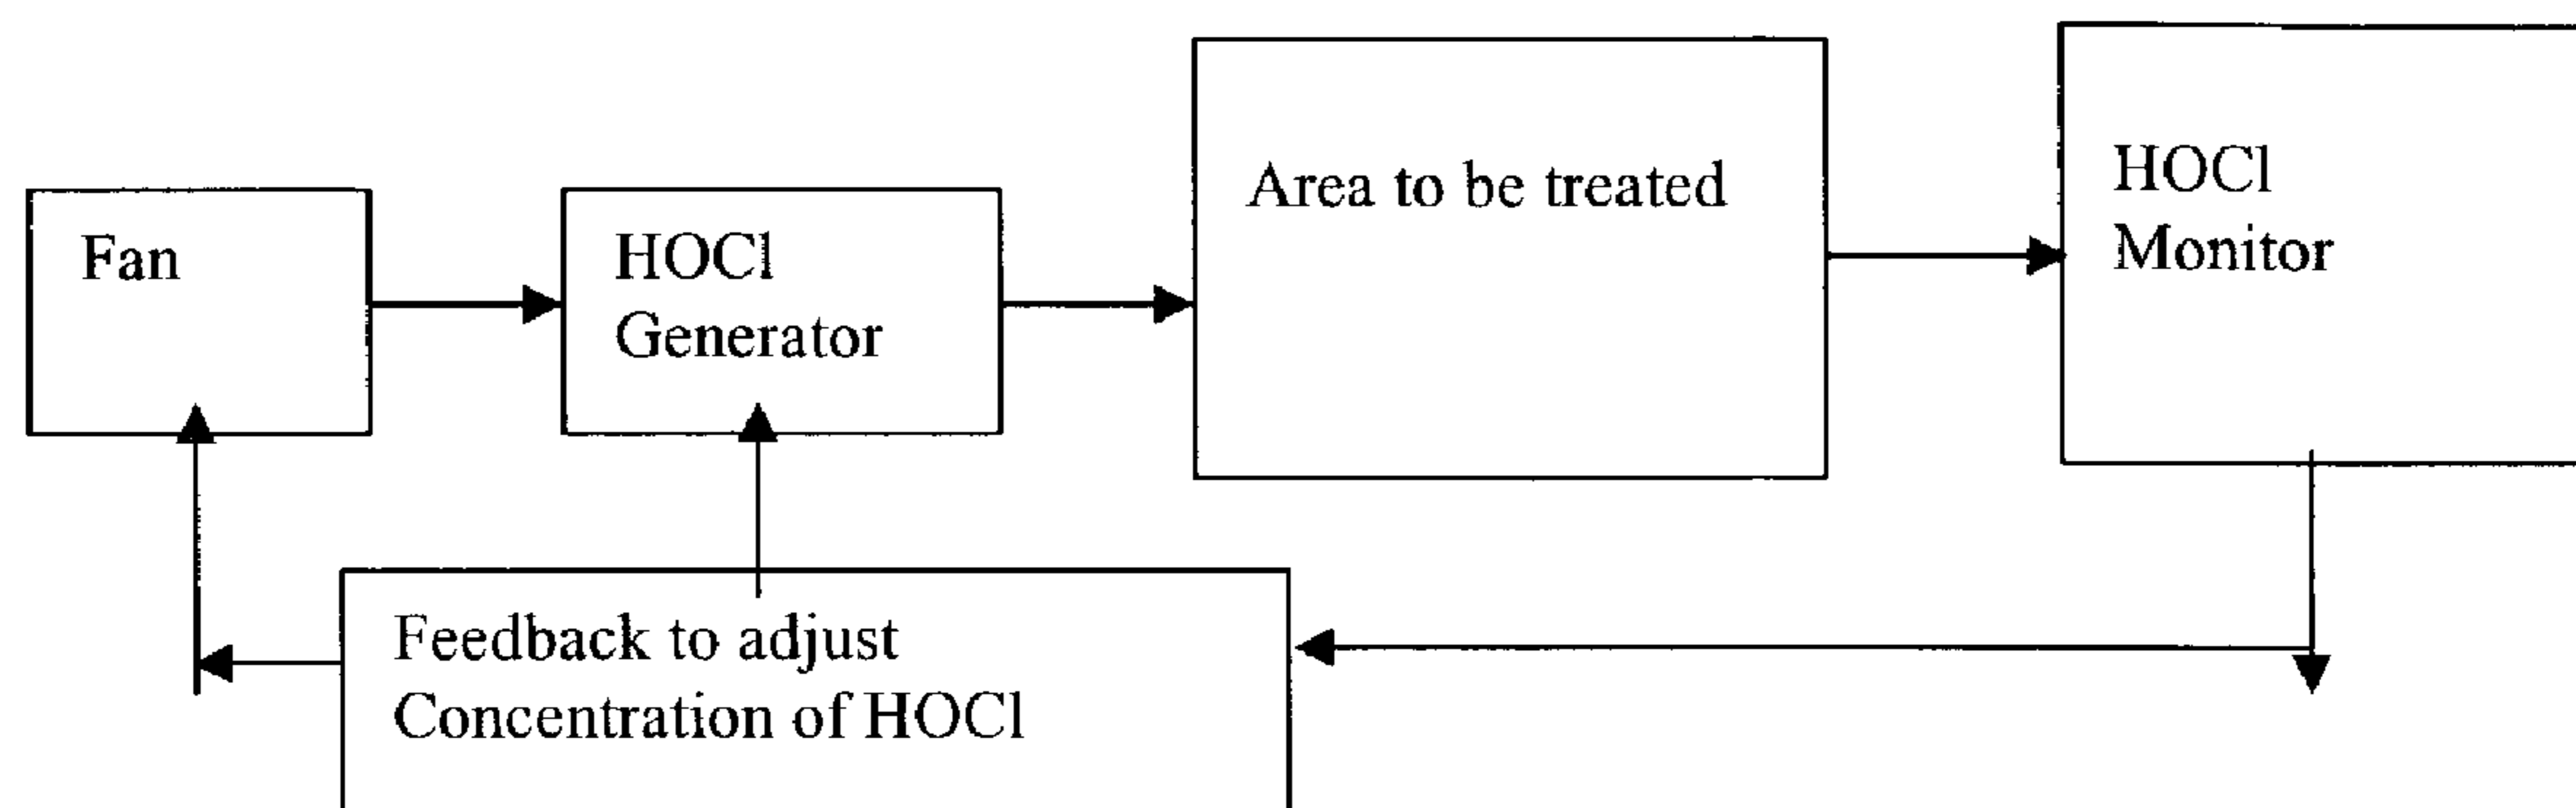 Fan
HOCl
Generator
Area to be treated
HOCl
Monitor
Feedback to adjust
Concentration of HOCl